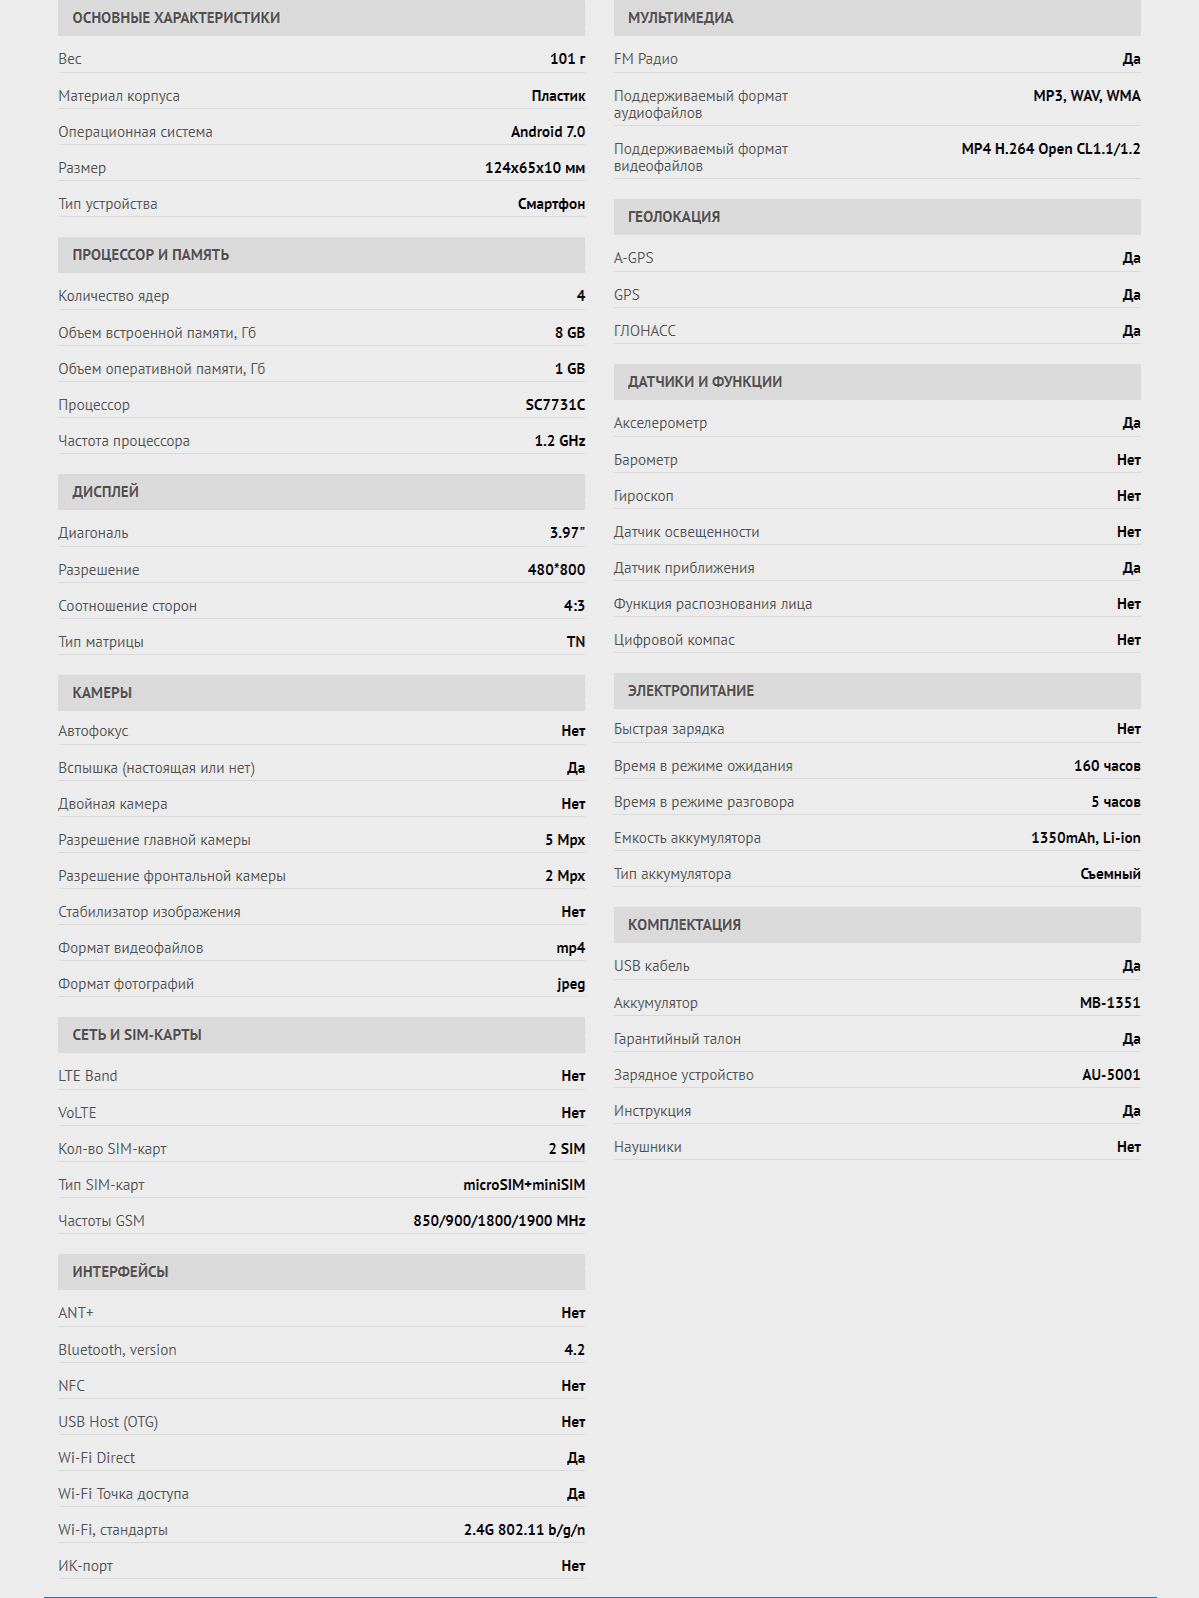 ОСНОВНЫЕ ХАРАКТЕРИСТИКИ
Вес 101 г
Материал корпуса Пластик
Операционная система Android 7.0
Размер 124x65x10 мм
Тип устройства Смартфон
ПРОЦЕССОР И ПАМЯТЬ
Количество ядер 4
Объем встроенной памяти, Гб 8 GB
Объем оперативной памяти, Гб 1 GB
Процессор SC7731C
Частота процессора 1.2 GHz
ДИСПЛЕЙ
Диагональ 3.97"
Разрешение 480*800
Соотношение сторон 4:3
Тип матрицы TN
КАМЕРЫ
Автофокус Нет
Вспышка (настоящая или нет) Да
Двойная камера Нет
Разрешение главной камеры 5 Mpx
Разрешение фронтальной камеры 2 Mpx
Стабилизатор изображения Нет
Формат видеофайлов mp4
Формат фотографий jpeg
СЕТЬ И SIM-КАРТЫ
LTE Band Нет
VoLTE Нет
Кол-во SIM-карт 2 SIM
Тип SIM-карт microSIM+miniSIM
Частоты GSM 850/900/1800/1900 MHz
ИНТЕРФЕЙСЫ
ANT+ Нет
Bluetooth, version 4.2
NFC Нет
USB Host (OTG) Нет
Wi-Fi Direct Да
Wi-Fi Точка доступа Да
Wi-Fi, стандарты 2.4G 802.11 b/g/n
ИК-порт Нет
МУЛЬТИМЕДИА
FM Радио Да
Поддерживаемый формат MP3, WAV, WMA
аудиофайлов
Поддерживаемый формат MP4 H.264 Open CL1.1/1.2
видеофайлов
ГЕОЛОКАЦИЯ
A-GPS Да
GPS Да
ГЛОНАСС Да
ДАТЧИКИ И ФУНКЦИИ
Акселерометр Да
Барометр Нет
Гироскоп Нет
Датчик освещенности Нет
Датчик приближения Да
Функция распознования лица Нет
Цифровой компас Нет
ЭЛЕКТРОПИТАНИЕ
Быстрая зарядка Нет
Время в режиме ожидания 160 часов
Время в режиме разговора 5 часов
Емкость аккумулятора 1350mAh, Li-ion
Тип аккумулятора Съемный
КОМПЛЕКТАЦИЯ
USB кабель Да
Аккумулятор MB-1351
Гарантийный талон Да
Зарядное устройство AU-5001
Инструкция Да
Наушники Нет